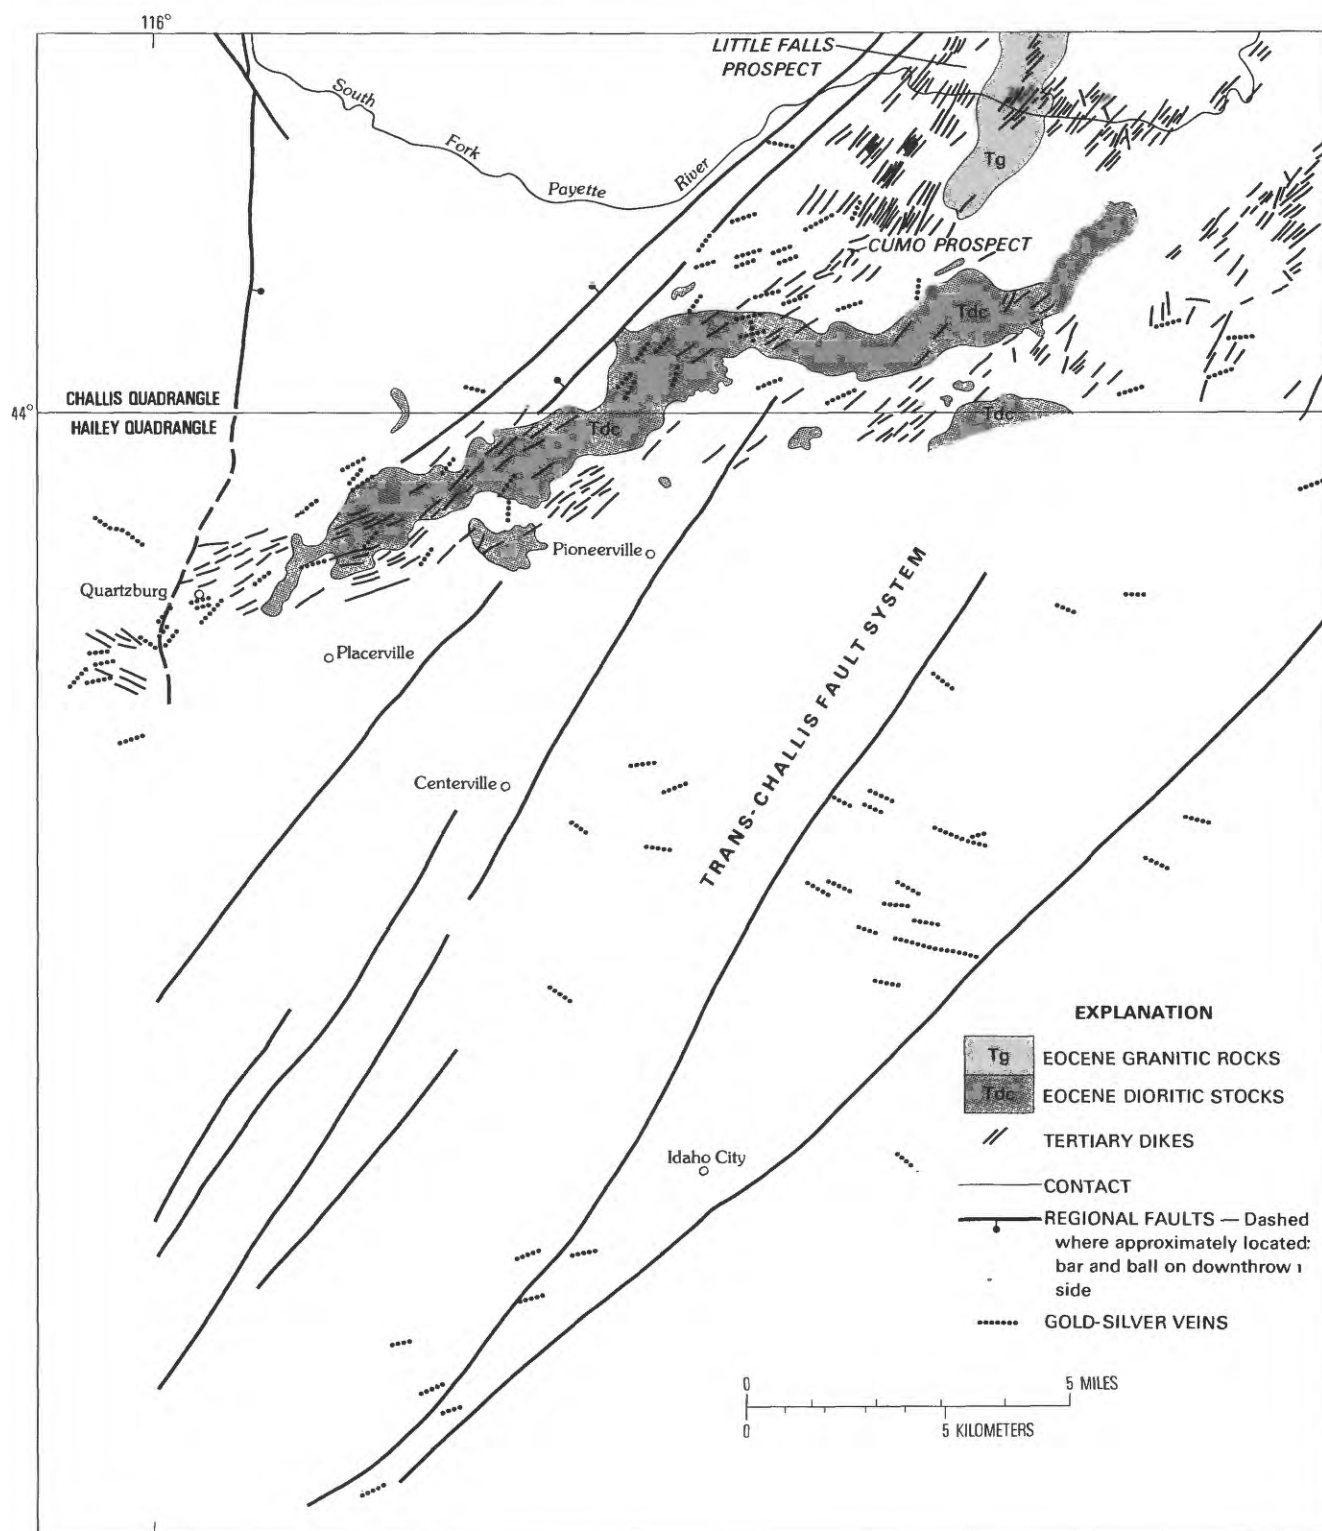 116°
LITTLE FALLS
PROSPECT
South
Fork
Payette
River
Tg
CUMO PROSPECT
Tdc
CHALLIS QUADRANGLE
44°
HAILEY QUADRANGLE
Tdc
Tdc
Pioneerville
Quartzburg
Placerville
TRANS-CHALLIS FAULT SYSTEM
Centerville
EXPLANATION
Tg EOCENE GRANITIC ROCKS
Tdc EOCENE DIORITIC STOCKS
TERTIARY DIKES
Idaho City
CONTACT
REGIONAL FAULTS — Dashed
where approximately located:
bar and ball on downthrow
side
GOLD-SILVER VEINS
0 5 MILES
0 5 KILOMETERS